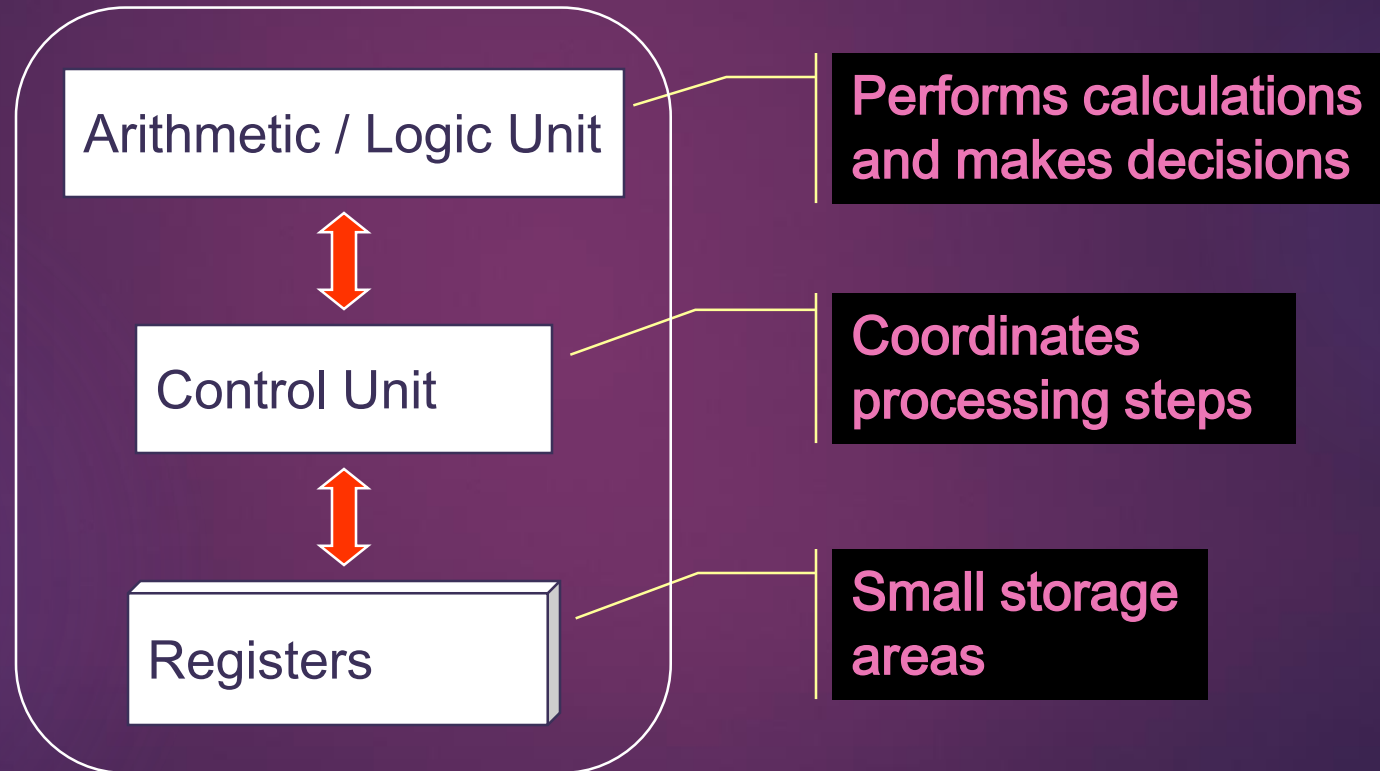 Arithmetic / Logic Unit
Performs calculations
and makes decisions
Control Unit
Coordinates
processing steps
Registers
Small storage
areas